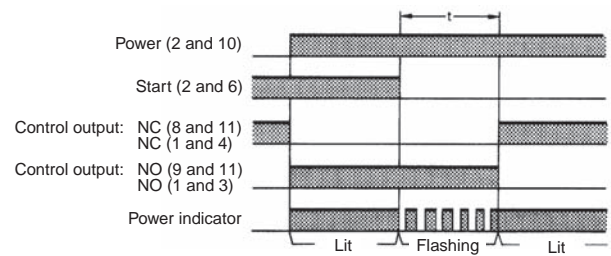 t
Power (2 and 10)
Start (2 and 6)
Control output: NC (8 and 11)
NC (1 and 4)
Control output: NO (9 and 11)
NO (1 and 3)
Power indicator
Lit Flashing Lit